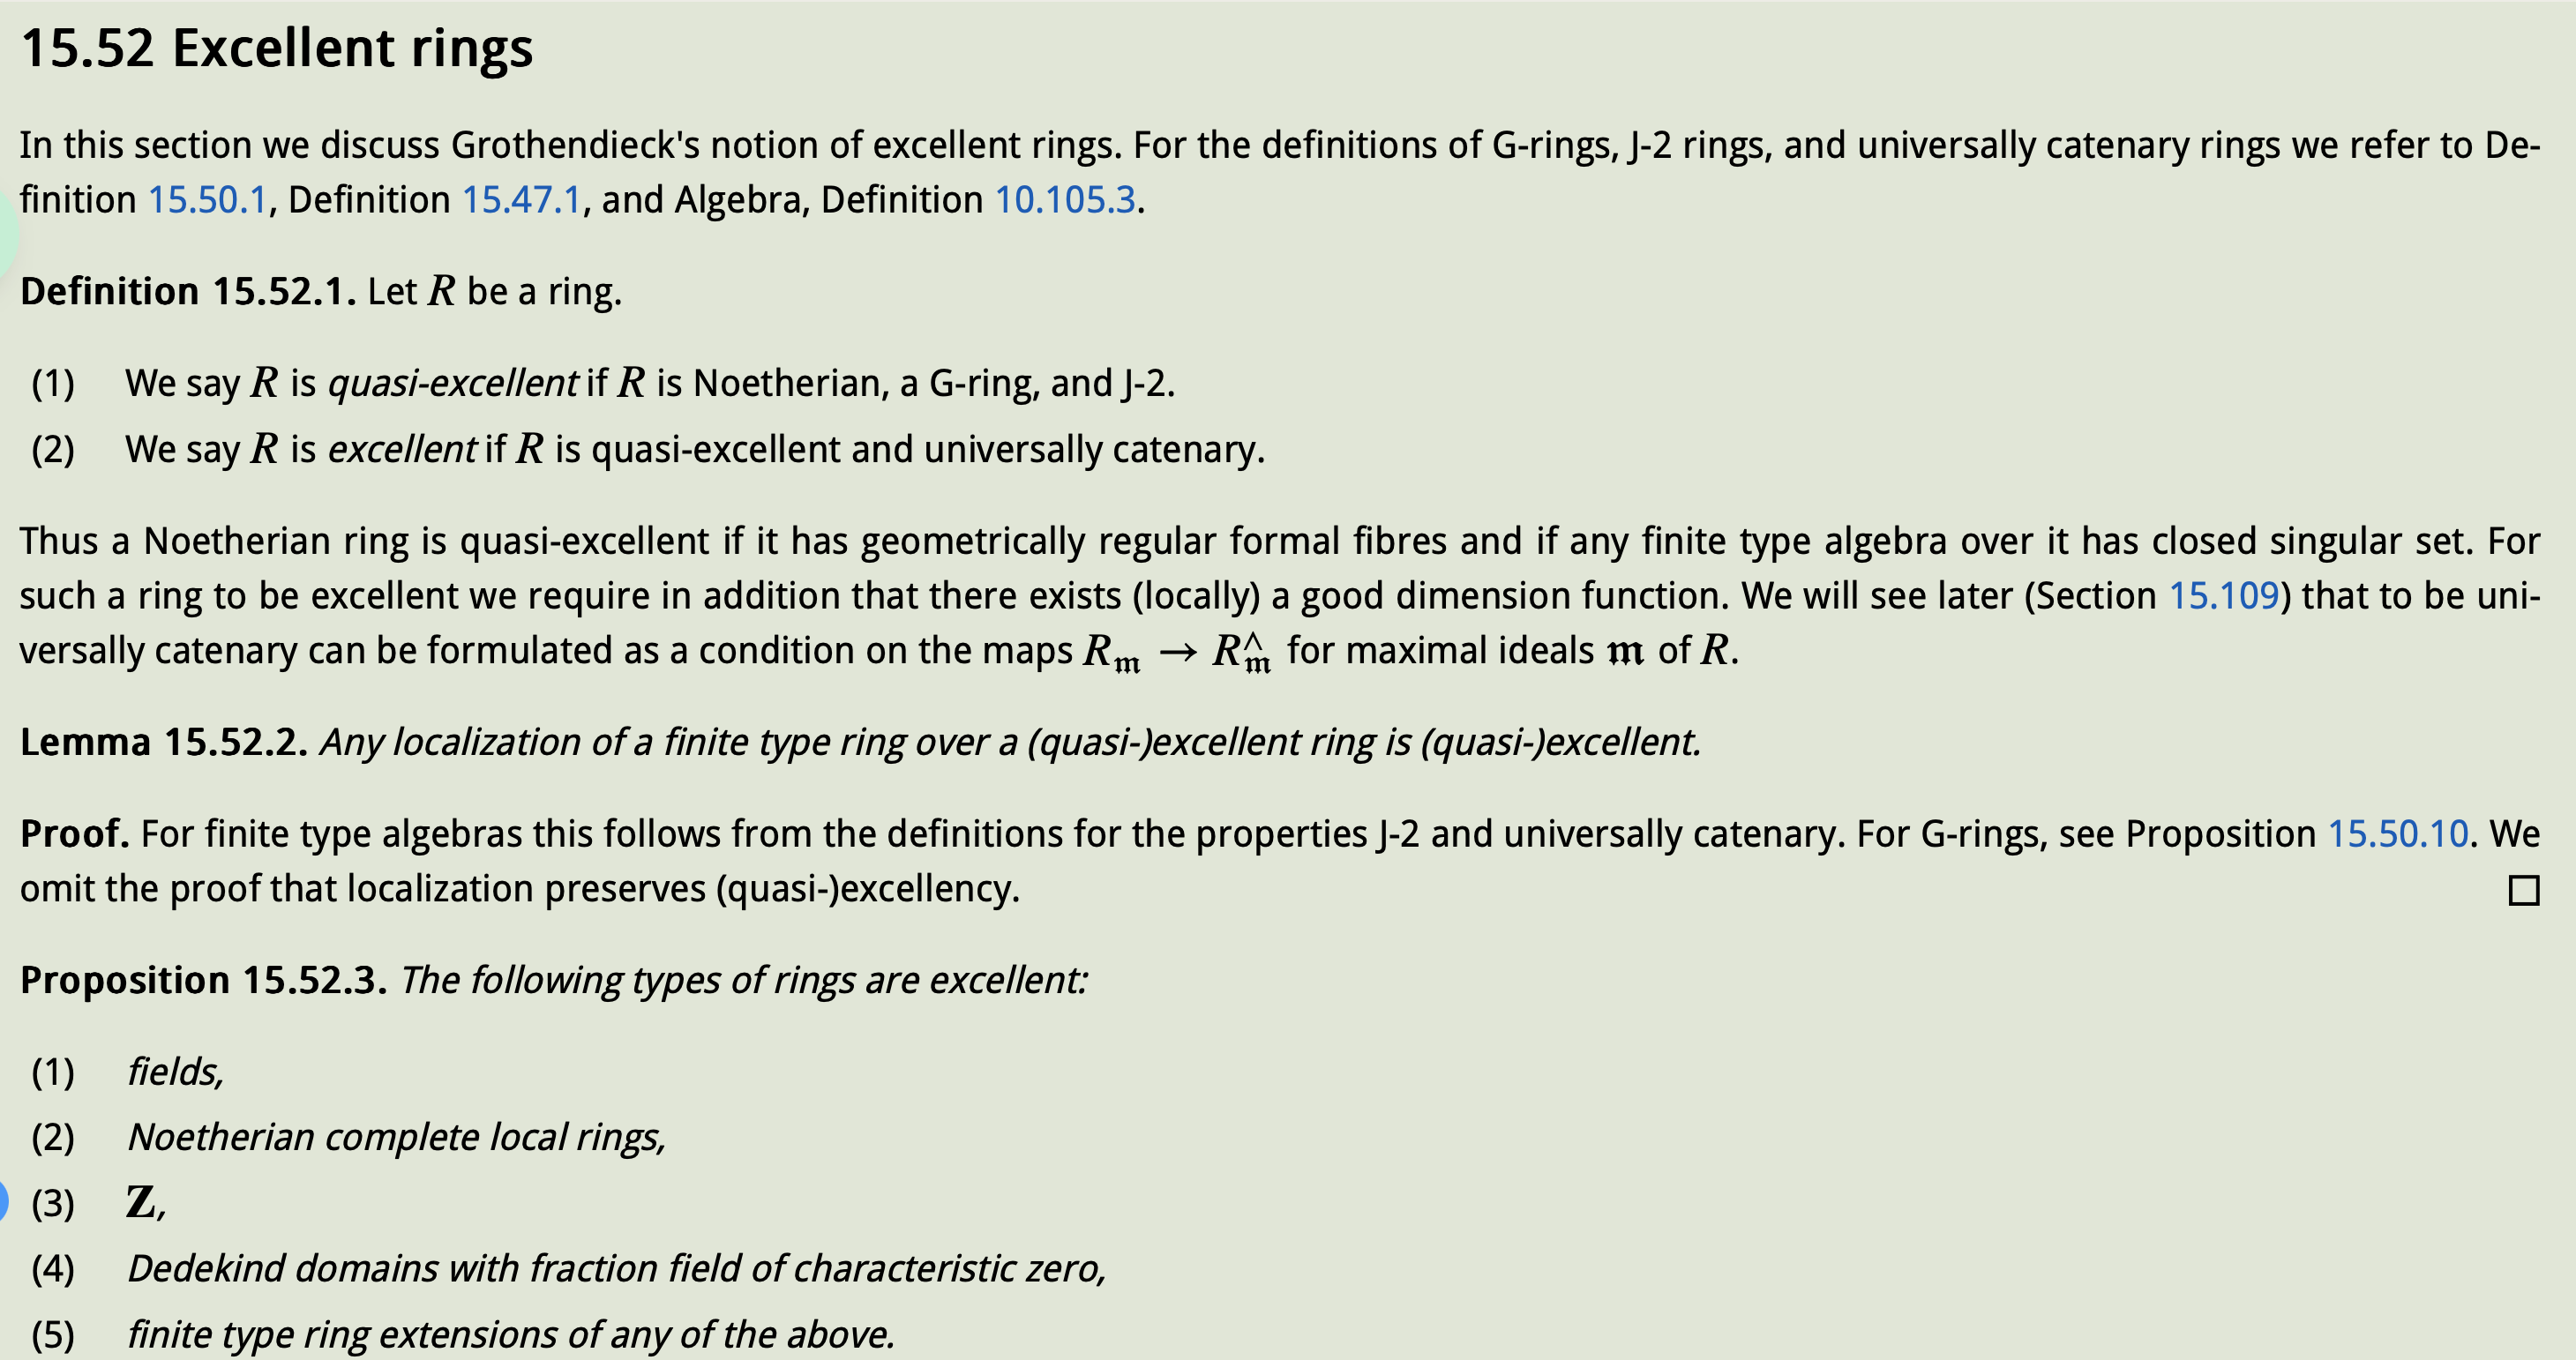 15.52 Excellent rings
In this section we discuss Grothendieck's notion of excellent rings. For the definitions of G-rings, J-2 rings, and universally catenary rings we refer to De-
finition 15.50.1, Definition 15.47.1, and Algebra, Definition 10.105.3.
Definition 15.52.1. Let R be a ring.
(1) We say R is quasi-excellent if R is Noetherian, a G-ring, and J-2.
(2) We say R is excellent if R is quasi-excellent and universally catenary.
Thus a Noetherian ring is quasi-excellent if it has geometrically regular formal fibres and if any finite type algebra over it has closed singular set. For
such a ring to be excellent we require in addition that there exists (locally) a good dimension function. We will see later (Section 15.109) that to be uni-
versally catenary can be formulated as a condition on the maps R_𝔪 → R_𝔪^∧ for maximal ideals 𝔪 of R.
Lemma 15.52.2. Any localization of a finite type ring over a (quasi-)excellent ring is (quasi-)excellent.
Proof. For finite type algebras this follows from the definitions for the properties J-2 and universally catenary. For G-rings, see Proposition 15.50.10. We
omit the proof that localization preserves (quasi-)excellency. □
Proposition 15.52.3. The following types of rings are excellent:
(1) fields,
(2) Noetherian complete local rings,
(3) Z,
(4) Dedekind domains with fraction field of characteristic zero,
(5) finite type ring extensions of any of the above.